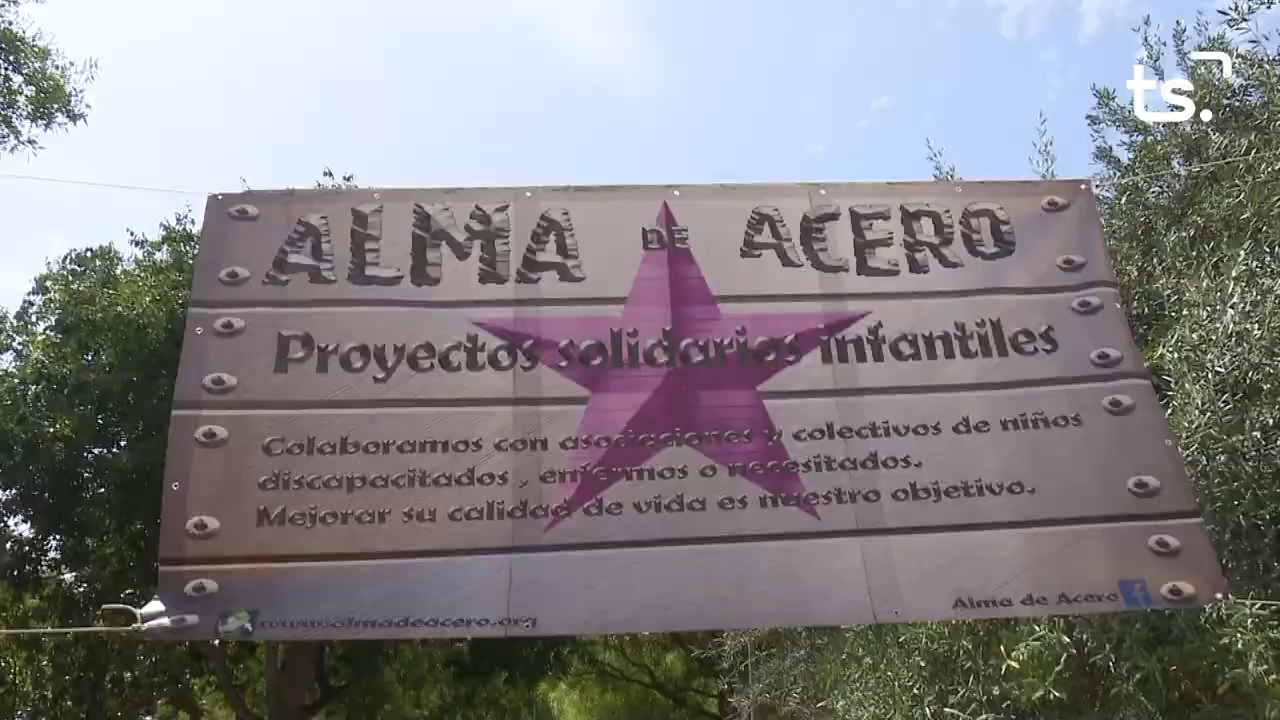 ts.
ALMA DE ACERO
Proyectos solidarios infantiles
Colaboramos con asociaciones y colectivos de niños
discapacitados , enfermos o necesitados.
Mejorar su calidad de vida es nuestro objetivo.
www.almadeacero.org
Alma de Acero f